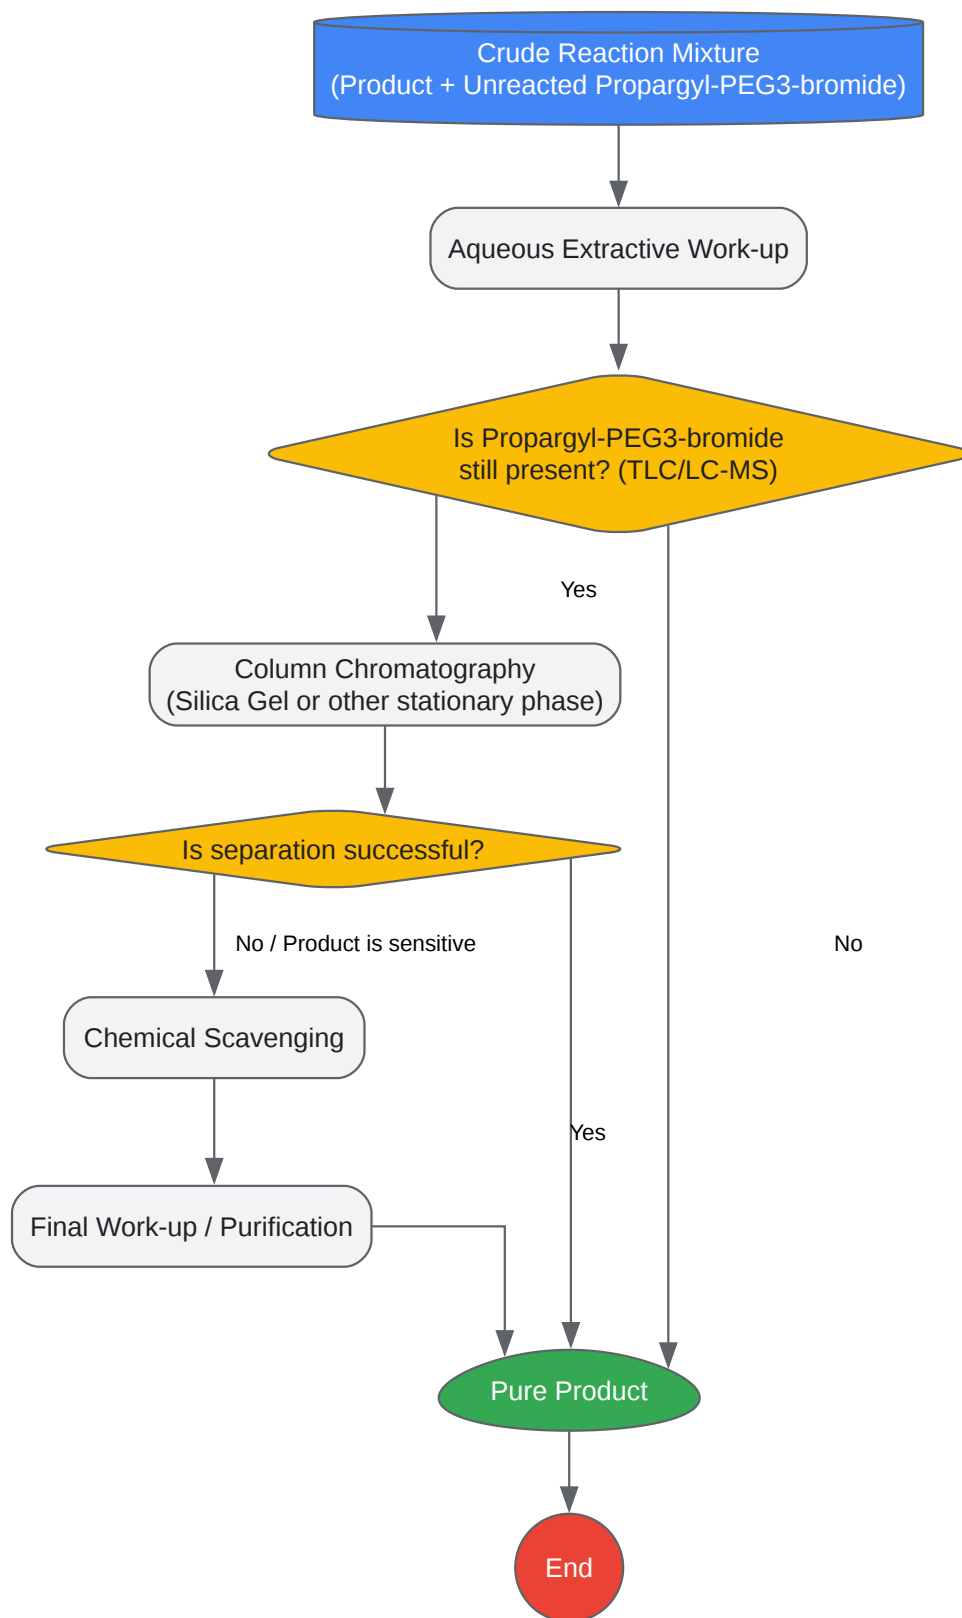 Crude Reaction Mixture
(Product + Unreacted Propargyl-PEG3-bromide)
Aqueous Extractive Work-up
Is Propargyl-PEG3-bromide
still present? (TLC/LC-MS)
Yes
Column Chromatography
(Silica Gel or other stationary phase)
Is separation successful?
No / Product is sensitive
No
Chemical Scavenging
Yes
Final Work-up / Purification
Pure Product
End